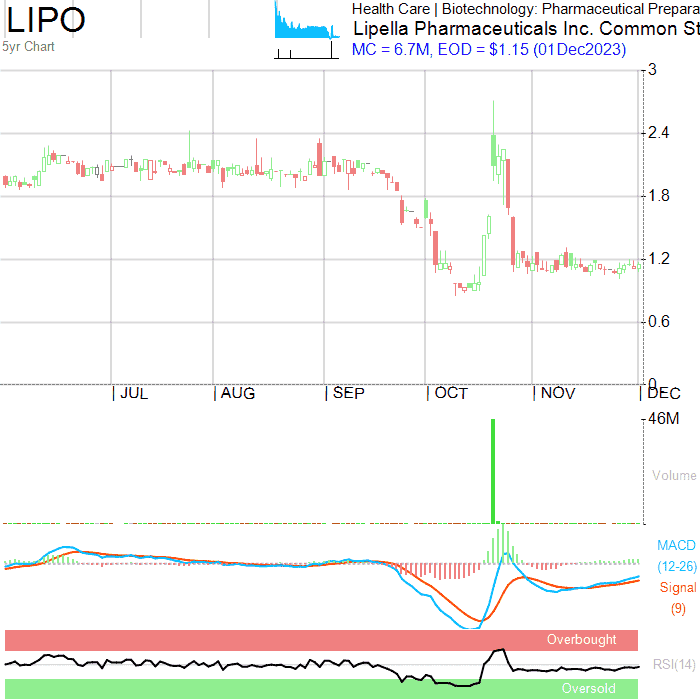 LIPO
Health Care | Biotechnology: Pharmaceutical Prepara
Lipella Pharmaceuticals Inc. Common St
5yr Chart
MC = 6.7M, EOD = $1.15 (01Dec2023)
3
2.4
1.8
1.2
0.6
0
JUL AUG SEP OCT NOV DEC
46M
Volume
MACD
(12-26)
Signal
(9)
Overbought
RSI(14)
Oversold